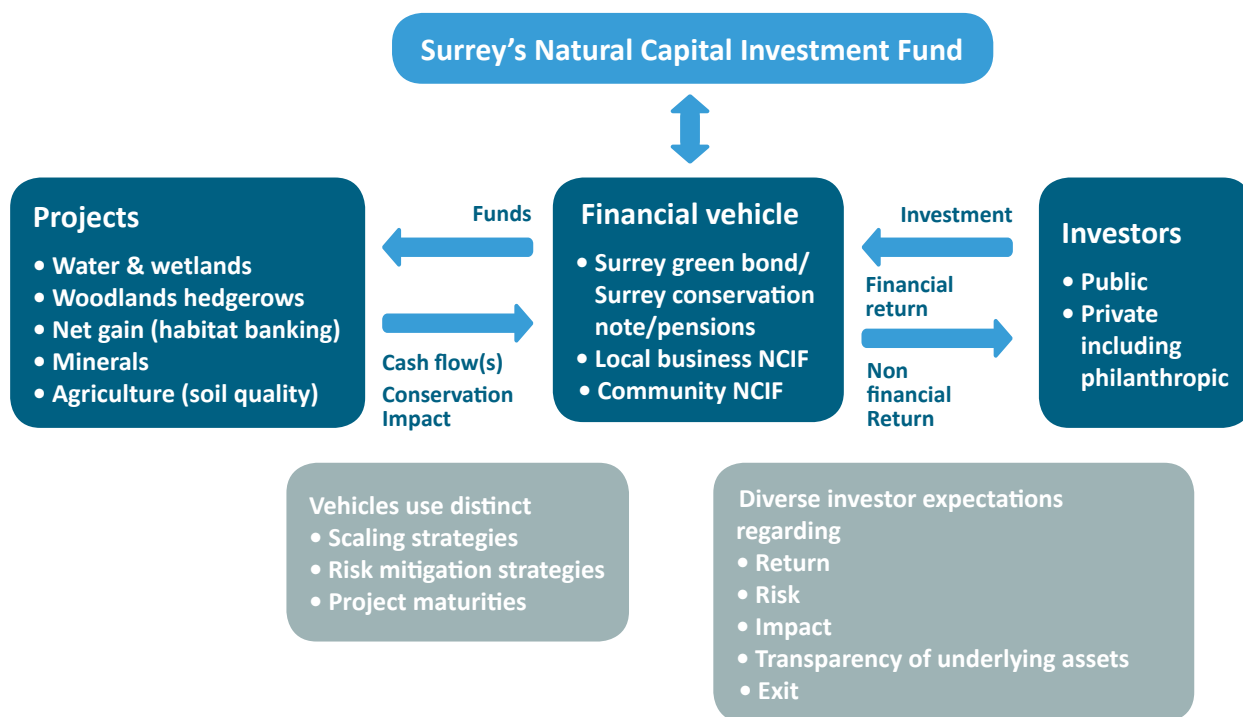 Surrey's Natural Capital Investment Fund
Projects
• Water & wetlands
• Woodlands hedgerows
• Net gain (habitat banking)
• Minerals
• Agriculture (soil quality)
Funds
Cash flow(s)
Conservation
Impact
Financial vehicle
• Surrey green bond/
Surrey conservation
note/pensions
• Local business NCIF
• Community NCIF
Investment
Financial
return
Non
financial
Return
Investors
• Public
• Private
including
philanthropic
Vehicles use distinct
• Scaling strategies
• Risk mitigation strategies
• Project maturities
Diverse investor expectations
regarding
• Return
• Risk
• Impact
• Transparency of underlying assets
• Exit